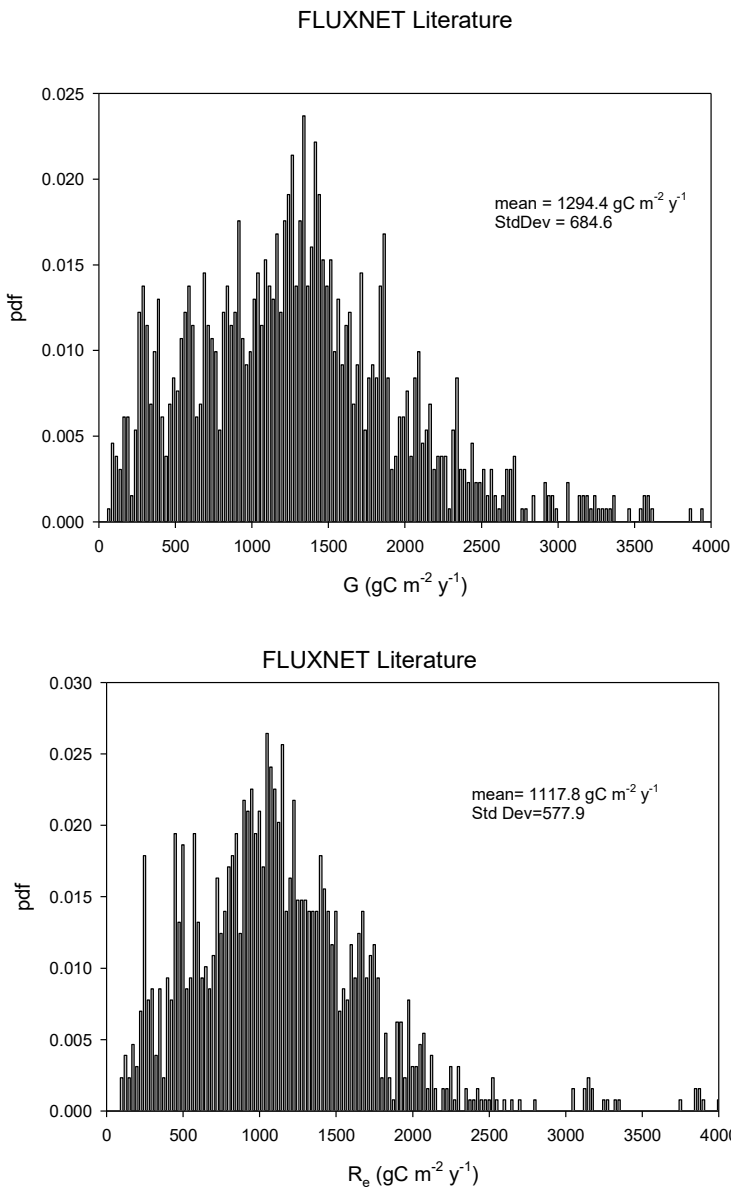 FLUXNET Literature
0.025
0.020
mean = 1294.4 gC m⁻² y⁻¹
StdDev = 684.6
0.015
pdf
0.010
0.005
0.000
0 500 1000 1500 2000 2500 3000 3500 4000
G (gC m⁻² y⁻¹)
FLUXNET Literature
0.030
0.025
mean= 1117.8 gC m⁻² y⁻¹
Std Dev=577.9
0.020
pdf
0.015
0.010
0.005
0.000
0 500 1000 1500 2000 2500 3000 3500 4000
Rₑ (gC m⁻² y⁻¹)